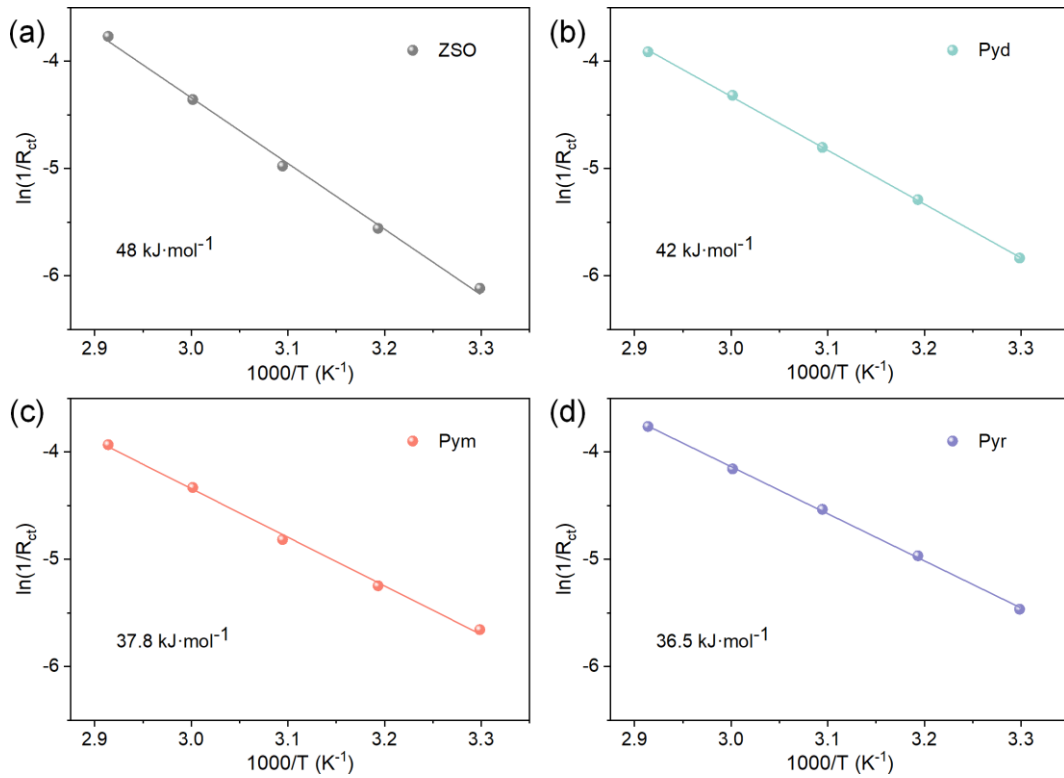 (a)
ZSO
-4
-5
-6
ln(1/R_ct)
48 kJ·mol⁻¹
2.9 3.0 3.1 3.2 3.3
1000/T (K⁻¹)
(b)
Pyd
-4
-5
-6
ln(1/R_ct)
42 kJ·mol⁻¹
2.9 3.0 3.1 3.2 3.3
1000/T (K⁻¹)
(c)
Pym
-4
-5
-6
ln(1/R_ct)
37.8 kJ·mol⁻¹
2.9 3.0 3.1 3.2 3.3
1000/T (K⁻¹)
(d)
Pyr
-4
-5
-6
ln(1/R_ct)
36.5 kJ·mol⁻¹
2.9 3.0 3.1 3.2 3.3
1000/T (K⁻¹)